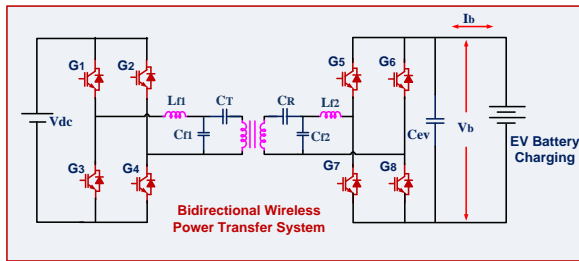 Ib
G1
G2
G5
G6
Lf1
CT
CR
Lf2
Vdc
Cf1
Cf2
Cev
Vb
EV Battery
Charging
G3
G4
G7
G8
Bidirectional Wireless
Power Transfer System